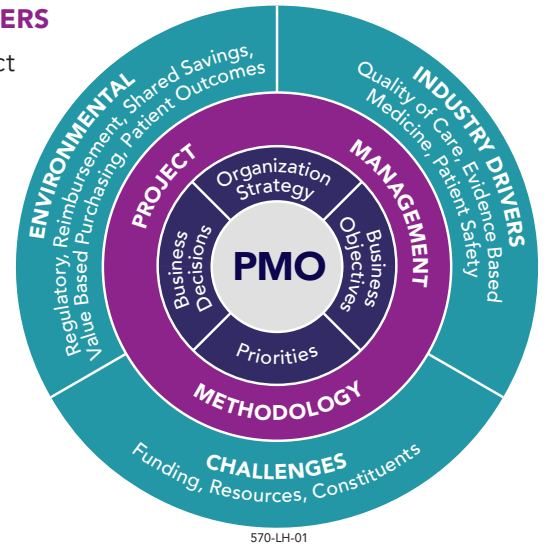 ERS
ct
ENVIRONMENTAL
Regulatory, Reimbursement, Shared Savings,
Value Based Purchasing, Patient Outcomes
INDUSTRY DRIVERS
Quality of Care, Evidence Based
Medicine, Patient Safety
PROJECT
MANAGEMENT
METHODOLOGY
Organization
Strategy
Business
Decisions
Business
Objectives
Priorities
PMO
CHALLENGES
Funding, Resources, Constituents
570-LH-01